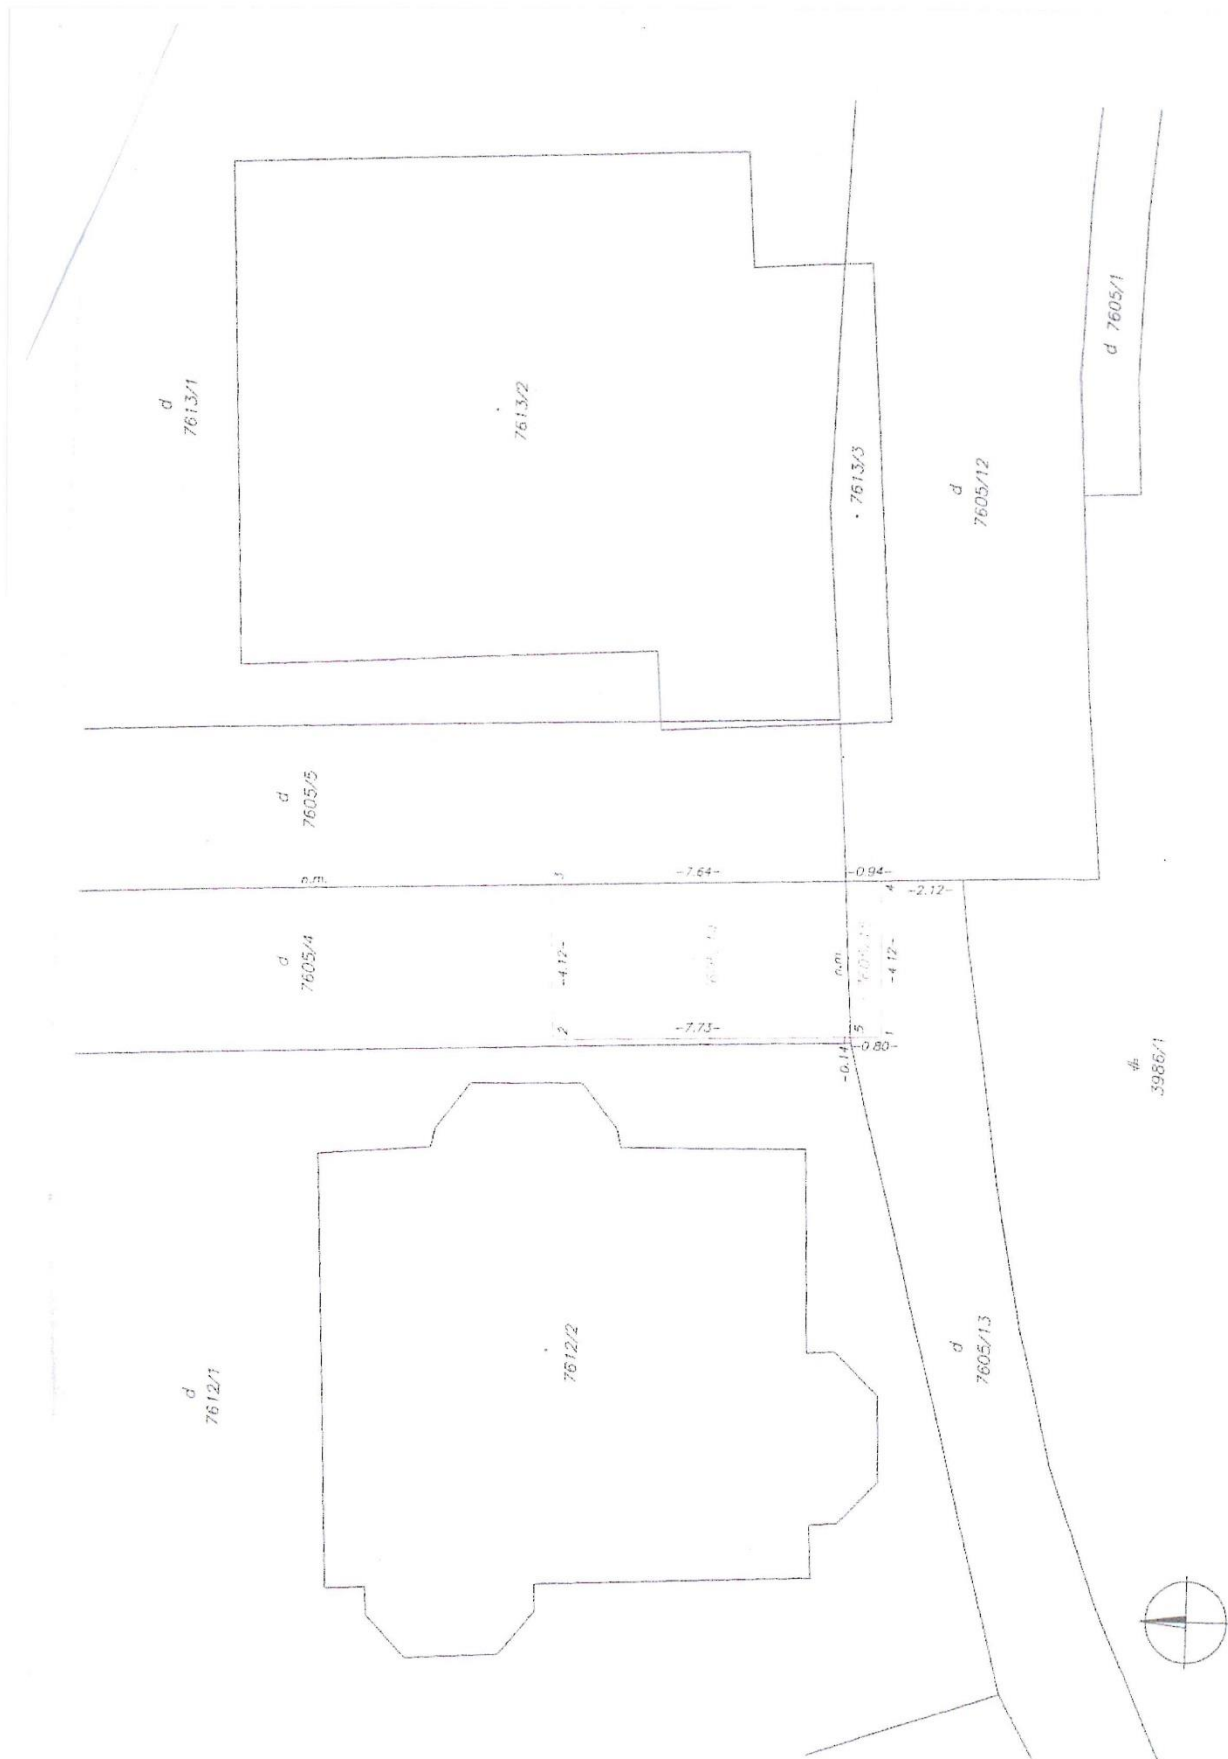 d
7613/1
7613/2
7613/3
d
7605/12
d 7605/1
d
7605/5
n.m.
3
-7.64-
-0.94-
4
-2.12-
d
7605/4
-4.12-
n.m.
-4.12-
2
-7.73-
5
1
-0.14
-0.80-
3986/1
d
7612/1
7612/2
d
7605/13